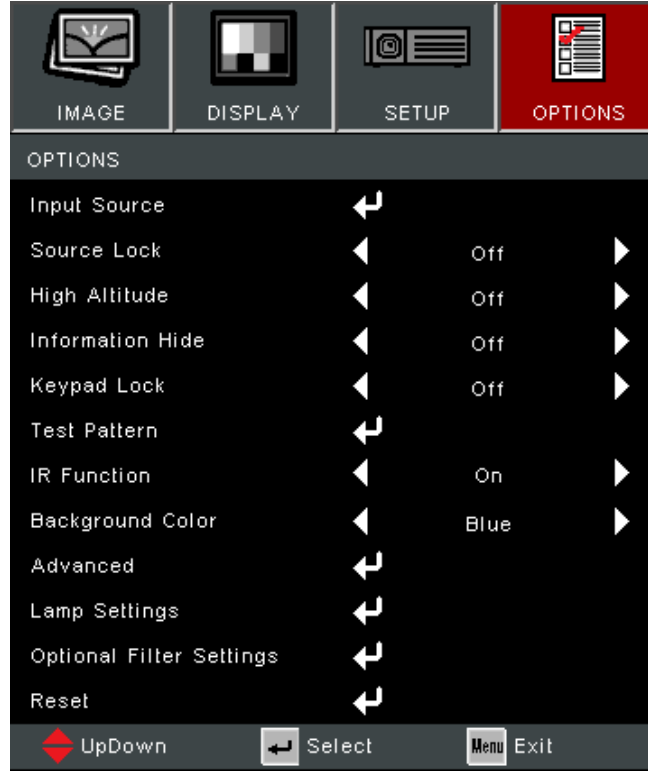 IMAGE DISPLAY SETUP OPTIONS
OPTIONS
Input Source
Source Lock Off
High Altitude Off
Information Hide Off
Keypad Lock Off
Test Pattern
IR Function On
Background Color Blue
Advanced
Lamp Settings
Optional Filter Settings
Reset
UpDown Select Menu Exit